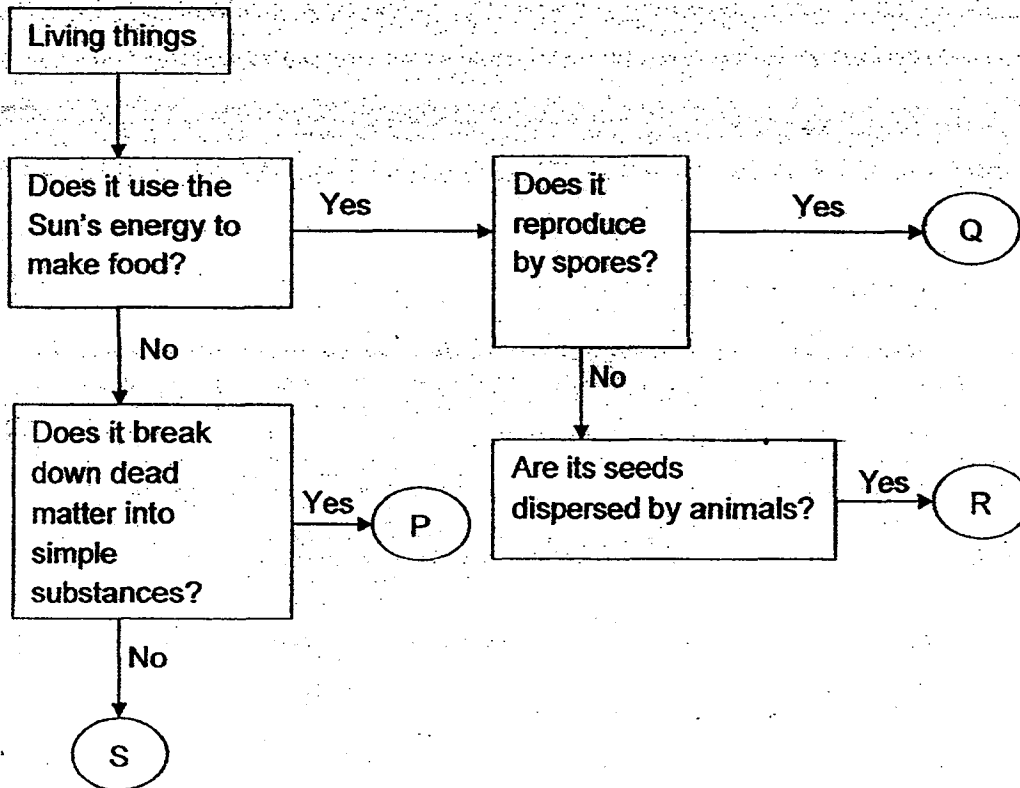 Living things
Does it use the
Sun's energy to
make food?
Yes
Does it
reproduce
by spores?
Yes
Q
No
No
Does it break
down dead
matter into
simple
substances?
Yes
P
Are its seeds
dispersed by animals?
Yes
R
No
S